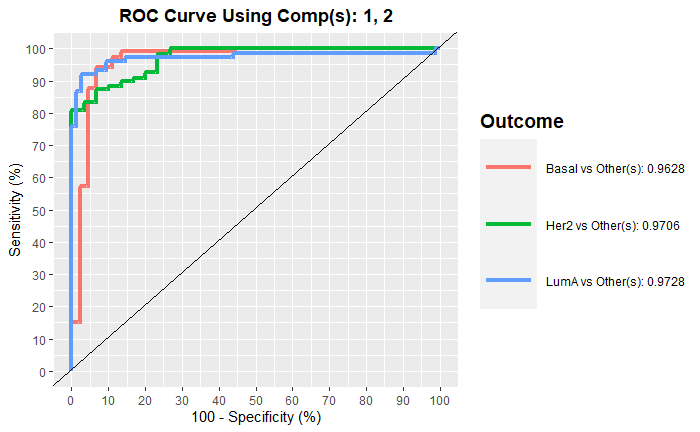 ROC Curve Using Comp(s): 1, 2
100
90
80
70
60
50
40
30
20
10
0
Sensitivity (%)
0 10 20 30 40 50 60 70 80 90 100
100 - Specificity (%)
Outcome
Basal vs Other(s): 0.9628
Her2 vs Other(s): 0.9706
LumA vs Other(s): 0.9728